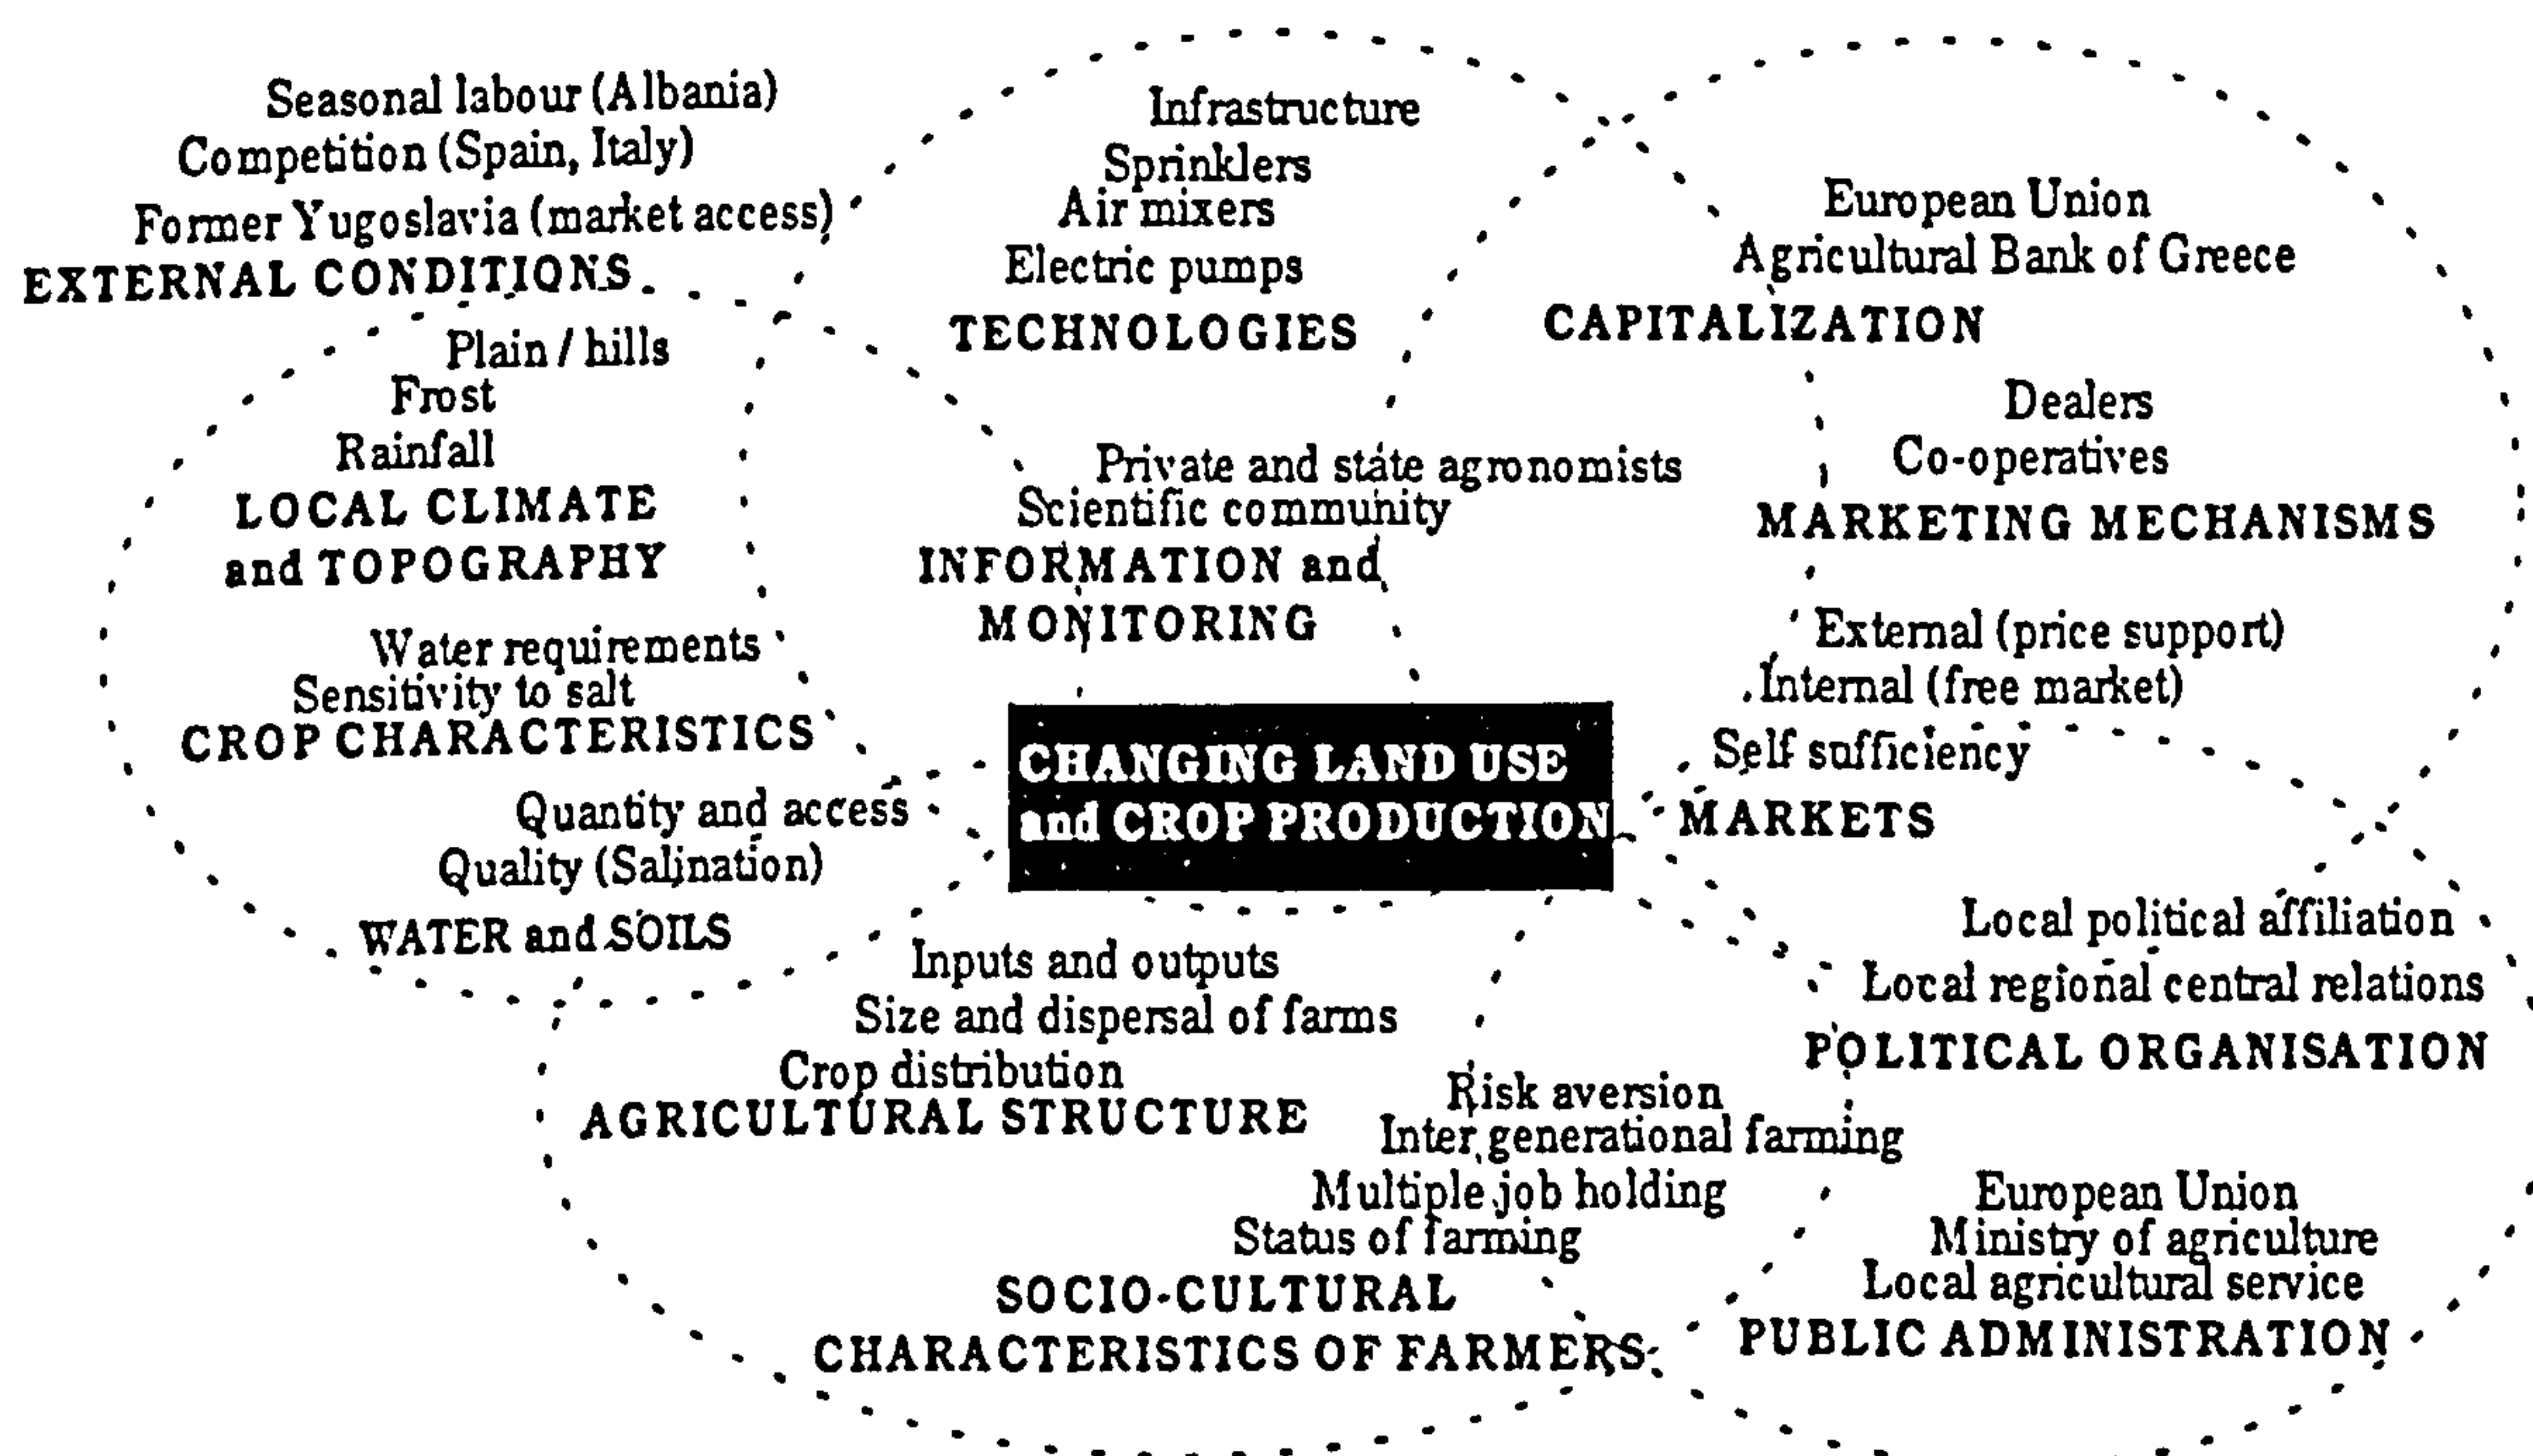 Seasonal labour (Albania)
Competition (Spain, Italy)
Former Yugoslavia (market access)
EXTERNAL CONDITIONS
Infrastructure
Sprinklers
Air mixers
Electric pumps
TECHNOLOGIES
European Union
Agricultural Bank of Greece
CAPITALIZATION
Plain / hills
Frost
Rainfall
LOCAL CLIMATE
and TOPOGRAPHY
Private and state agronomists
Scientific community
INFORMATION and
MONITORING
Dealers
Co-operatives
MARKETING MECHANISMS
Water requirements
Sensitivity to salt
CROP CHARACTERISTICS
External (price support)
Internal (free market)
Self sufficiency
MARKETS
CHANGING LAND USE
and CROP PRODUCTION
Quantity and access
Quality (Salination)
WATER and SOILS
Inputs and outputs
Size and dispersal of farms
Crop distribution
AGRICULTURAL STRUCTURE
Local political affiliation
Local regional central relations
POLITICAL ORGANISATION
Risk aversion
Inter generational farming
Multiple job holding
Status of farming
SOCIO-CULTURAL
CHARACTERISTICS OF FARMERS
European Union
Ministry of agriculture
Local agricultural service
PUBLIC ADMINISTRATION